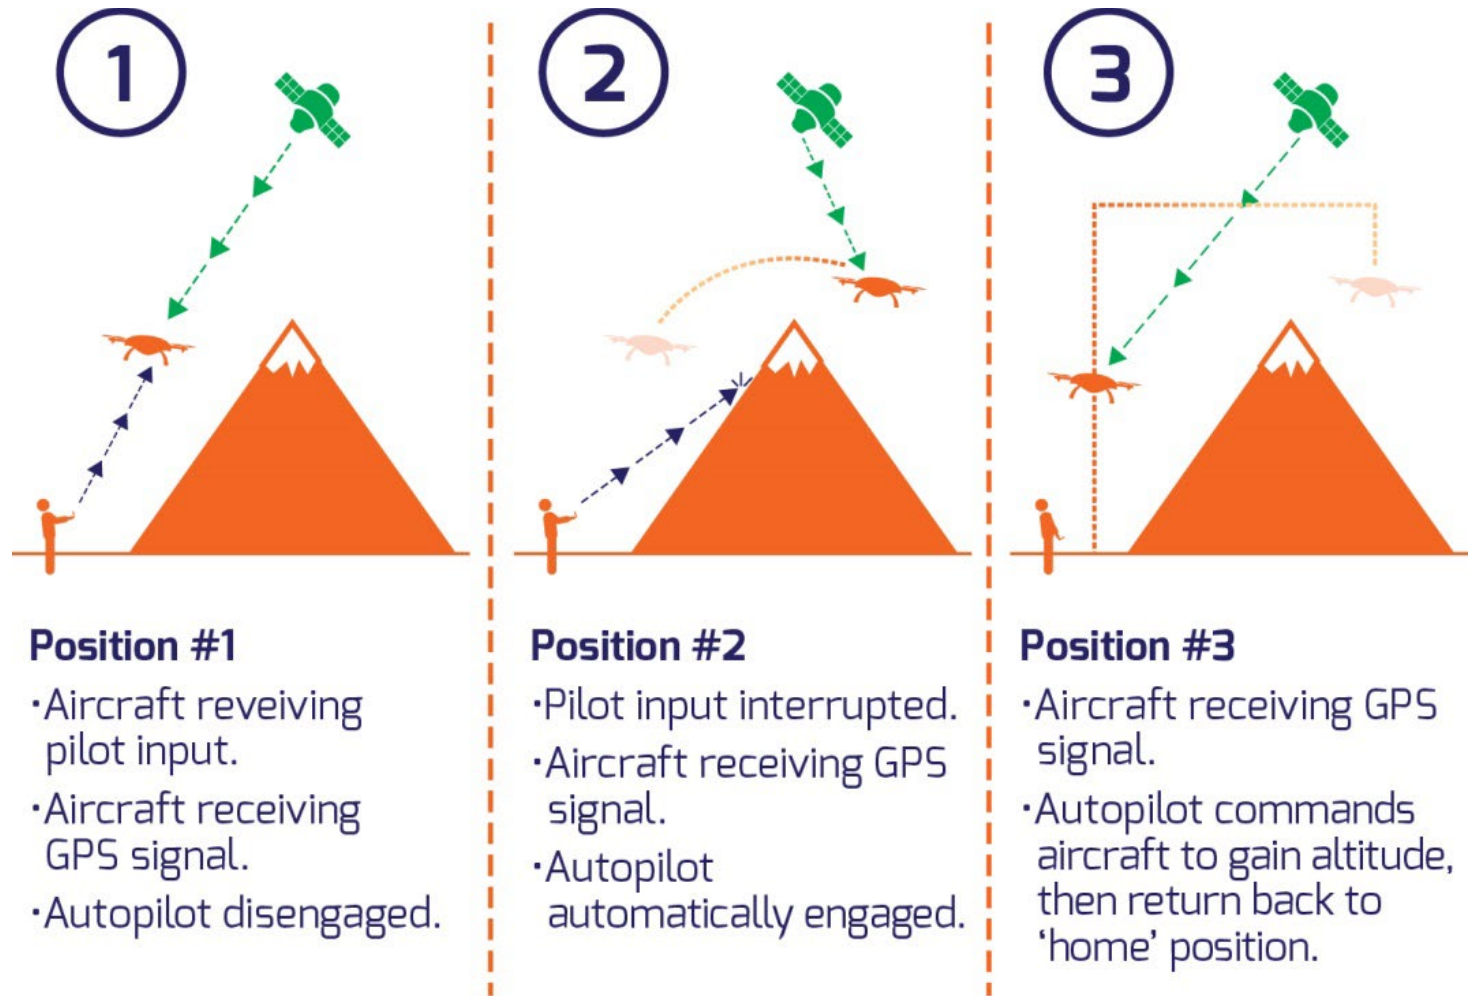 1
2
3
Position #1
·Aircraft reveiving
pilot input.
·Aircraft receiving
GPS signal.
·Autopilot disengaged.
Position #2
·Pilot input interrupted.
·Aircraft receiving GPS
signal.
·Autopilot
automatically engaged.
Position #3
·Aircraft receiving GPS
signal.
·Autopilot commands
aircraft to gain altitude,
then return back to
‘home’ position.